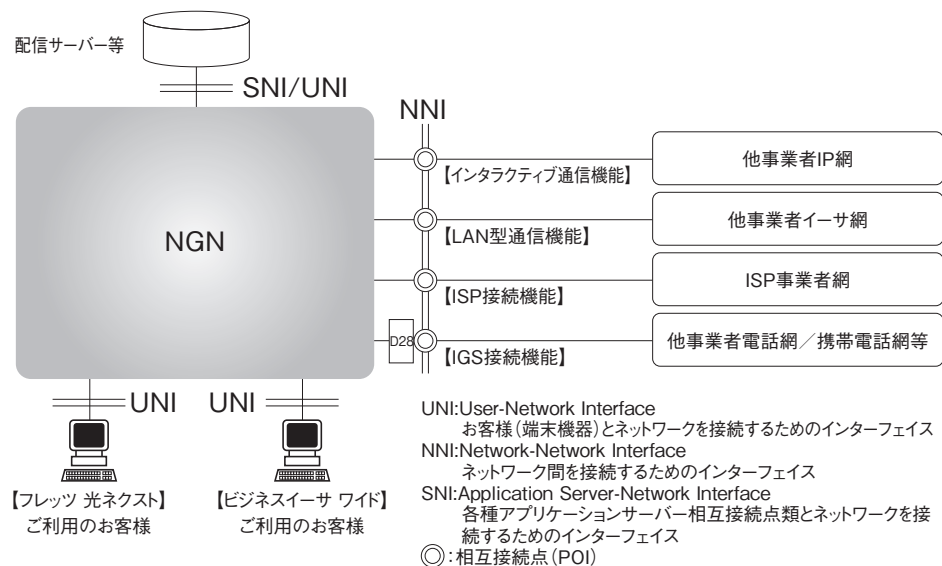 配信サーバー等
SNI/UNI
NNI
NGN
【インタラクティブ通信機能】
他事業者IP網
【LAN型通信機能】
他事業者イーサ網
【ISP接続機能】
ISP事業者網
D28
【IGS接続機能】
他事業者電話網／携帯電話網等
UNI
UNI
【フレッツ 光ネクスト】
ご利用のお客様
【ビジネスイーサ ワイド】
ご利用のお客様
UNI:User-Network Interface
お客様(端末機器)とネットワークを接続するためのインターフェイス
NNI:Network-Network Interface
ネットワーク間を接続するためのインターフェイス
SNI:Application Server-Network Interface
各種アプリケーションサーバー相互接続点類とネットワークを接
続するためのインターフェイス
◎:相互接続点(POI)